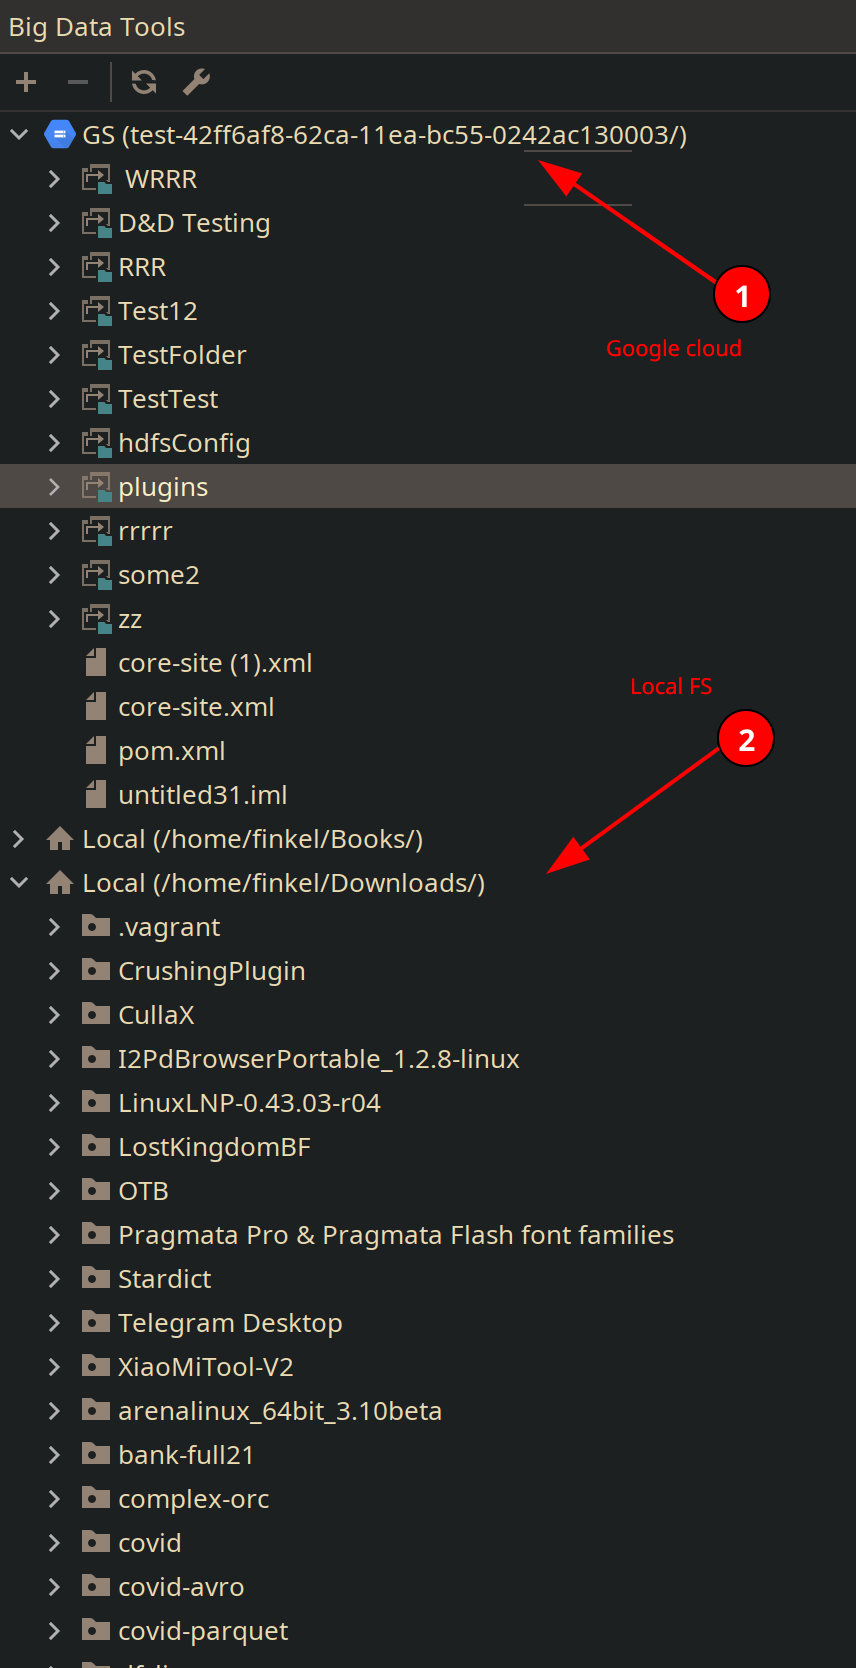 Big Data Tools
GS (test-42ff6af8-62ca-11ea-bc55-0242ac130003/)
WRRR
D&D Testing
RRR
1
Test12
Google cloud
TestFolder
TestTest
hdfsConfig
plugins
rrrrr
some2
zz
core-site (1).xml
Local FS
core-site.xml
2
pom.xml
untitled31.iml
Local (/home/finkel/Books/)
Local (/home/finkel/Downloads/)
.vagrant
CrushingPlugin
CullaX
I2PdBrowserPortable_1.2.8-linux
LinuxLNP-0.43.03-r04
LostKingdomBF
OTB
Pragmata Pro & Pragmata Flash font families
Stardict
Telegram Desktop
XiaoMiTool-V2
arenalinux_64bit_3.10beta
bank-full21
complex-orc
covid
covid-avro
covid-parquet